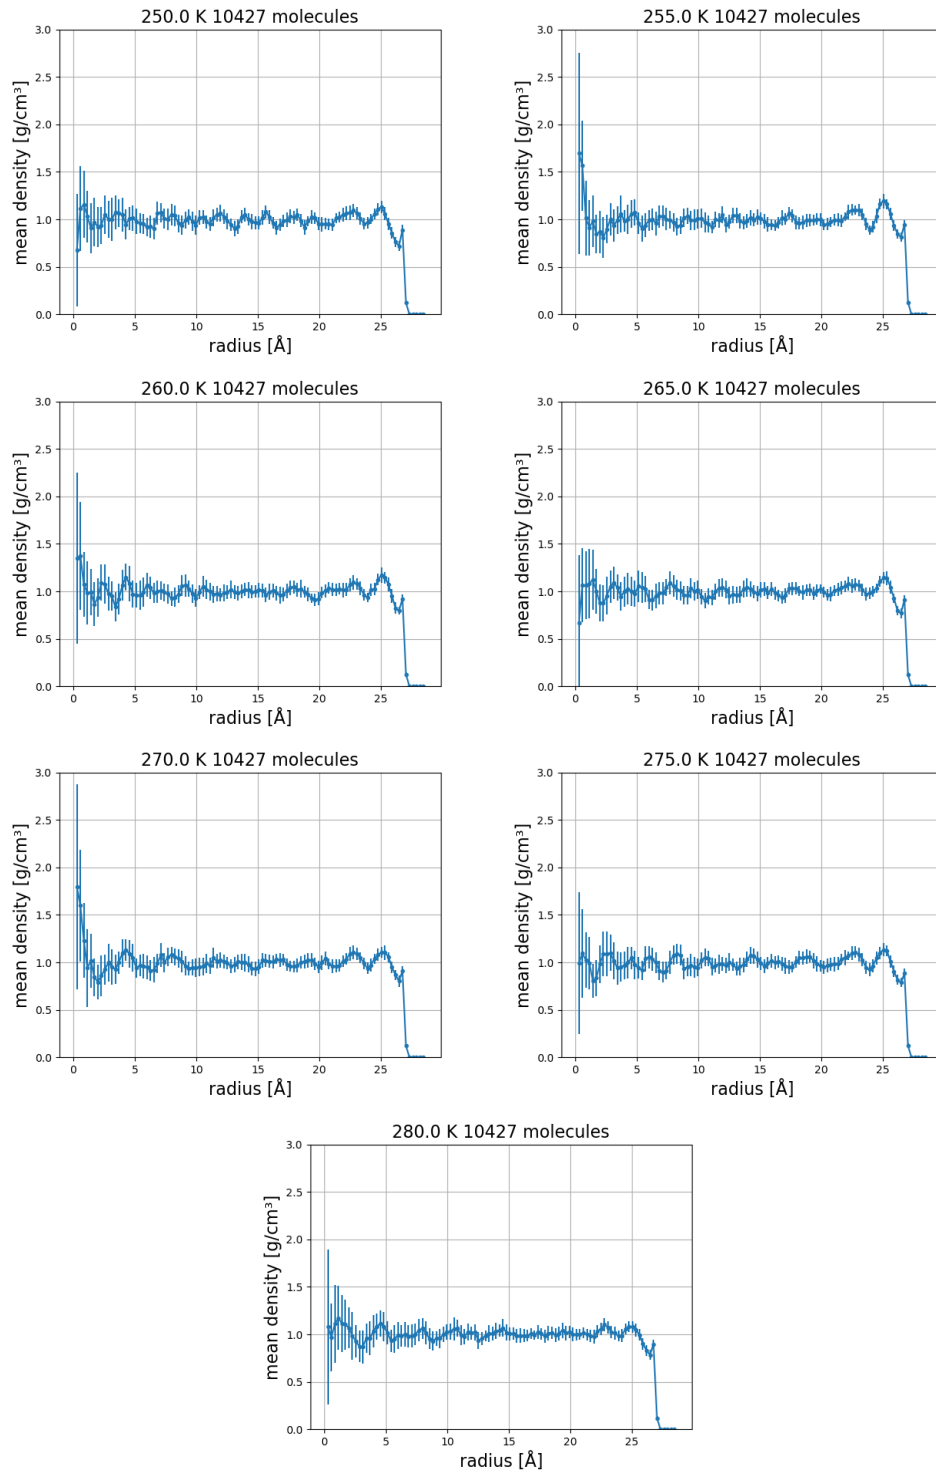 250.0 K 10427 molecules
mean density [g/cm³]
3.0
2.5
2.0
1.5
1.0
0.5
0.0
0 5 10 15 20 25
radius [Å]
255.0 K 10427 molecules
mean density [g/cm³]
3.0
2.5
2.0
1.5
1.0
0.5
0.0
0 5 10 15 20 25
radius [Å]
260.0 K 10427 molecules
mean density [g/cm³]
3.0
2.5
2.0
1.5
1.0
0.5
0.0
0 5 10 15 20 25
radius [Å]
265.0 K 10427 molecules
mean density [g/cm³]
3.0
2.5
2.0
1.5
1.0
0.5
0.0
0 5 10 15 20 25
radius [Å]
270.0 K 10427 molecules
mean density [g/cm³]
3.0
2.5
2.0
1.5
1.0
0.5
0.0
0 5 10 15 20 25
radius [Å]
275.0 K 10427 molecules
mean density [g/cm³]
3.0
2.5
2.0
1.5
1.0
0.5
0.0
0 5 10 15 20 25
radius [Å]
280.0 K 10427 molecules
mean density [g/cm³]
3.0
2.5
2.0
1.5
1.0
0.5
0.0
0 5 10 15 20 25
radius [Å]